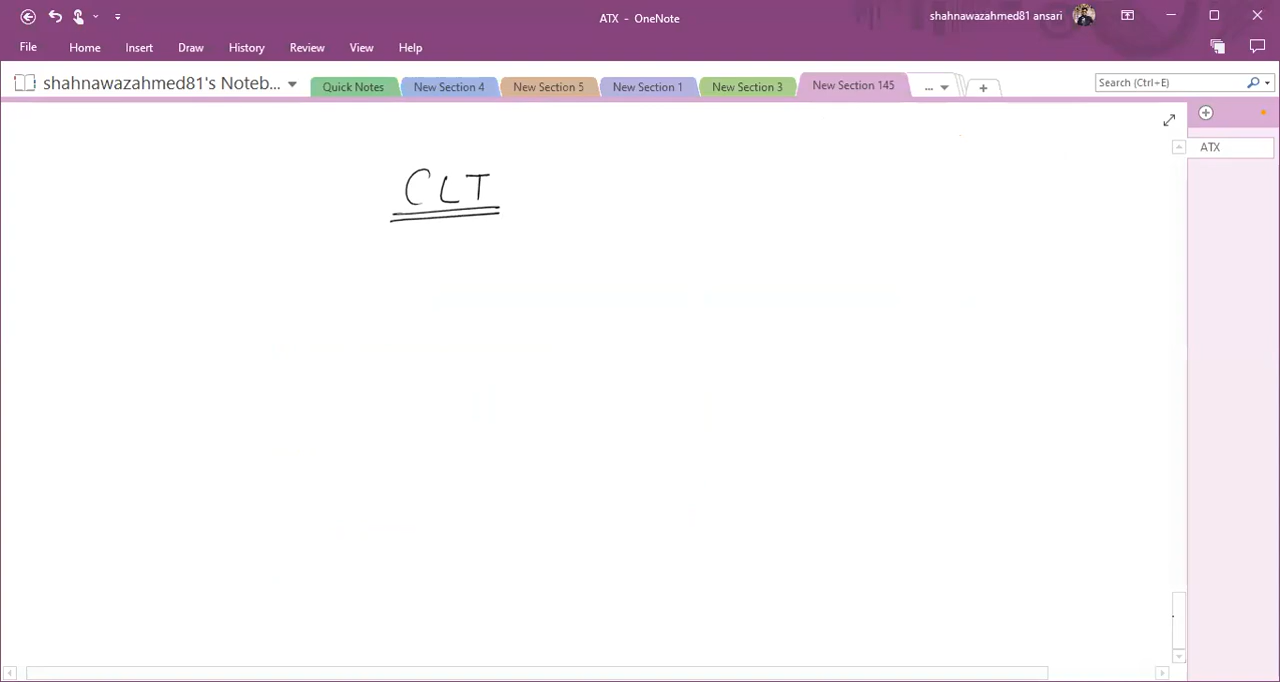 ATX - OneNote
shahnawazahmed81 ansari
File Home Insert Draw History Review View Help
shahnawazahmed81's Noteb...
Quick Notes New Section 4 New Section 5 New Section 1 New Section 3 New Section 145 ... +
Search (Ctrl+E)
ATX
CLT